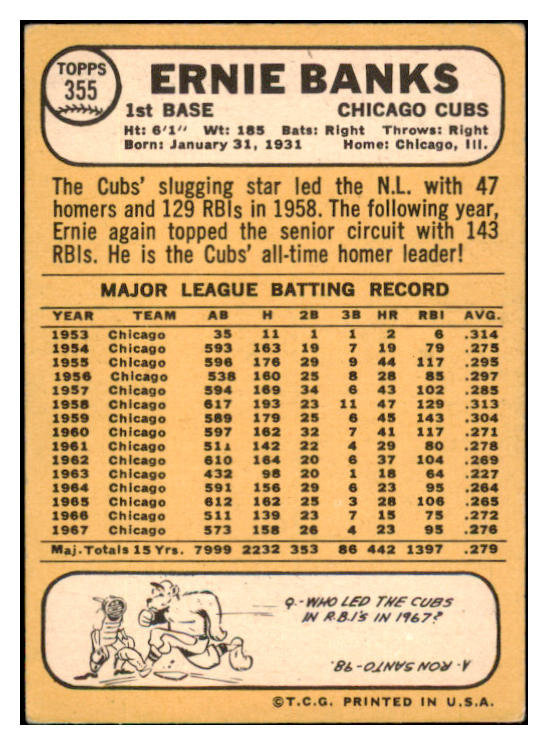 TOPPS
355
ERNIE BANKS
1st BASE CHICAGO CUBS
Ht: 6'1" Wt: 185 Bats: Right Throws: Right
Born: January 31, 1931 Home: Chicago, Ill.
The Cubs' slugging star led the N.L. with 47
homers and 129 RBIs in 1958. The following year,
Ernie again topped the senior circuit with 143
RBIs. He is the Cubs' all-time homer leader!
MAJOR LEAGUE BATTING RECORD
YEAR TEAM AB H 2B 3B HR RBI AVG.
1953 Chicago 35 11 1 1 2 6 .314
1954 Chicago 593 163 19 7 19 79 .275
1955 Chicago 596 176 29 9 44 117 .295
1956 Chicago 538 160 25 8 28 85 .297
1957 Chicago 594 169 34 6 43 102 .285
1958 Chicago 617 193 23 11 47 129 .313
1959 Chicago 589 179 25 6 45 143 .304
1960 Chicago 597 162 32 7 41 117 .271
1961 Chicago 511 142 22 4 29 80 .278
1962 Chicago 610 164 20 6 37 104 .269
1963 Chicago 432 98 20 1 18 64 .227
1964 Chicago 591 156 29 6 23 95 .264
1965 Chicago 612 162 25 3 28 106 .265
1966 Chicago 511 139 23 7 15 75 .272
1967 Chicago 573 158 26 4 23 95 .276
Maj. Totals 15 Yrs. 7999 2232 353 86 442 1397 .279
Q.-WHO LED THE CUBS
IN R.B.I'S IN 1967?
A- RON SANTO-98.
©T.C.G. PRINTED IN U.S.A.